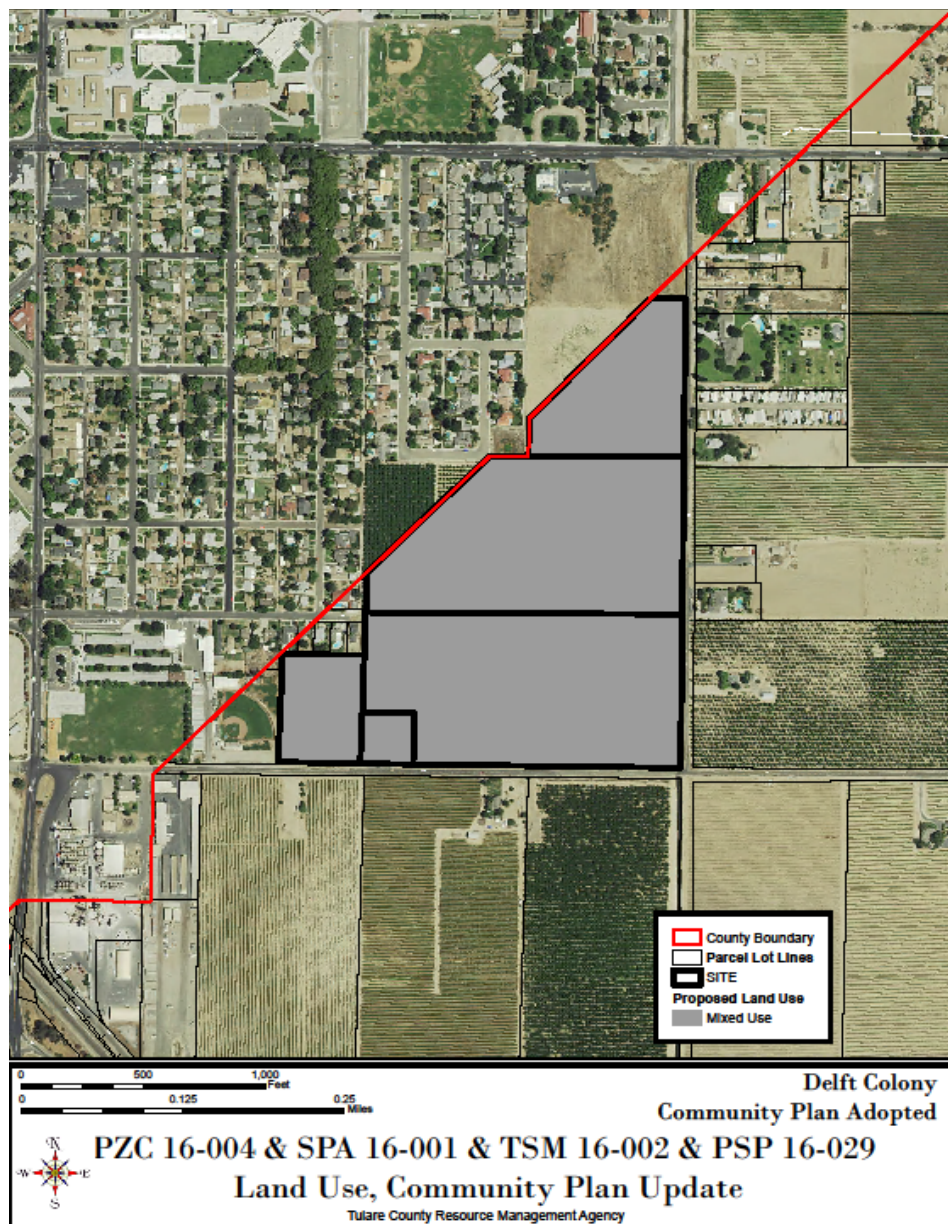 County Boundary
Parcel Lot Lines
SITE
Proposed Land Use
Mixed Use
0 500 1,000
Feet
0 0.125 0.25
Miles
Delft Colony
Community Plan Adopted
N
W E
S
PZC 16-004 & SPA 16-001 & TSM 16-002 & PSP 16-029
Land Use, Community Plan Update
Tulare County Resource Management Agency